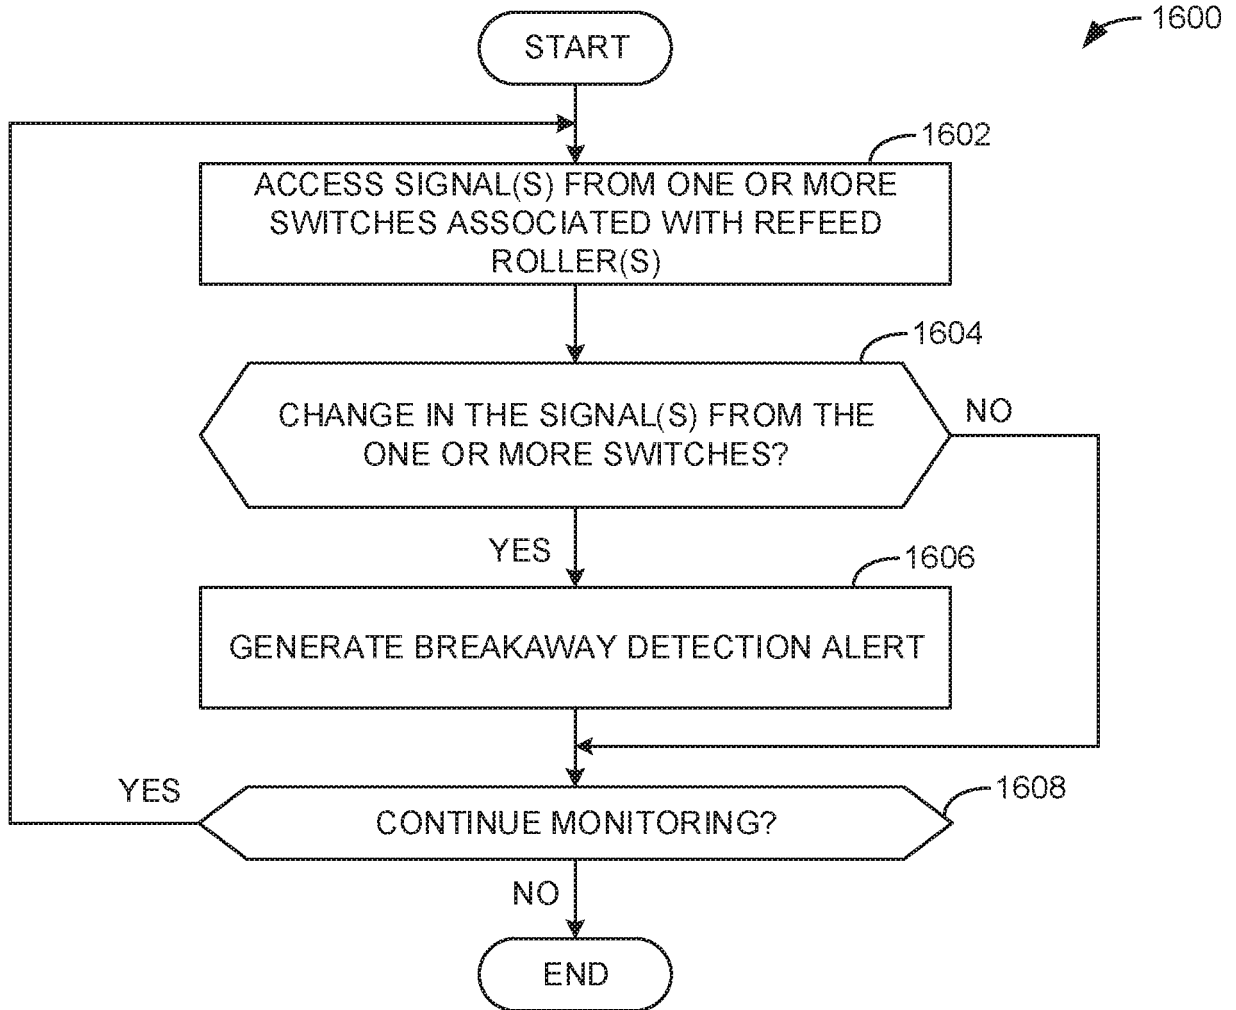 START
1600
1602
ACCESS SIGNAL(S) FROM ONE OR MORE
SWITCHES ASSOCIATED WITH REFEED
ROLLER(S)
1604
CHANGE IN THE SIGNAL(S) FROM THE
ONE OR MORE SWITCHES?
NO
YES
1606
GENERATE BREAKAWAY DETECTION ALERT
YES
1608
CONTINUE MONITORING?
NO
END